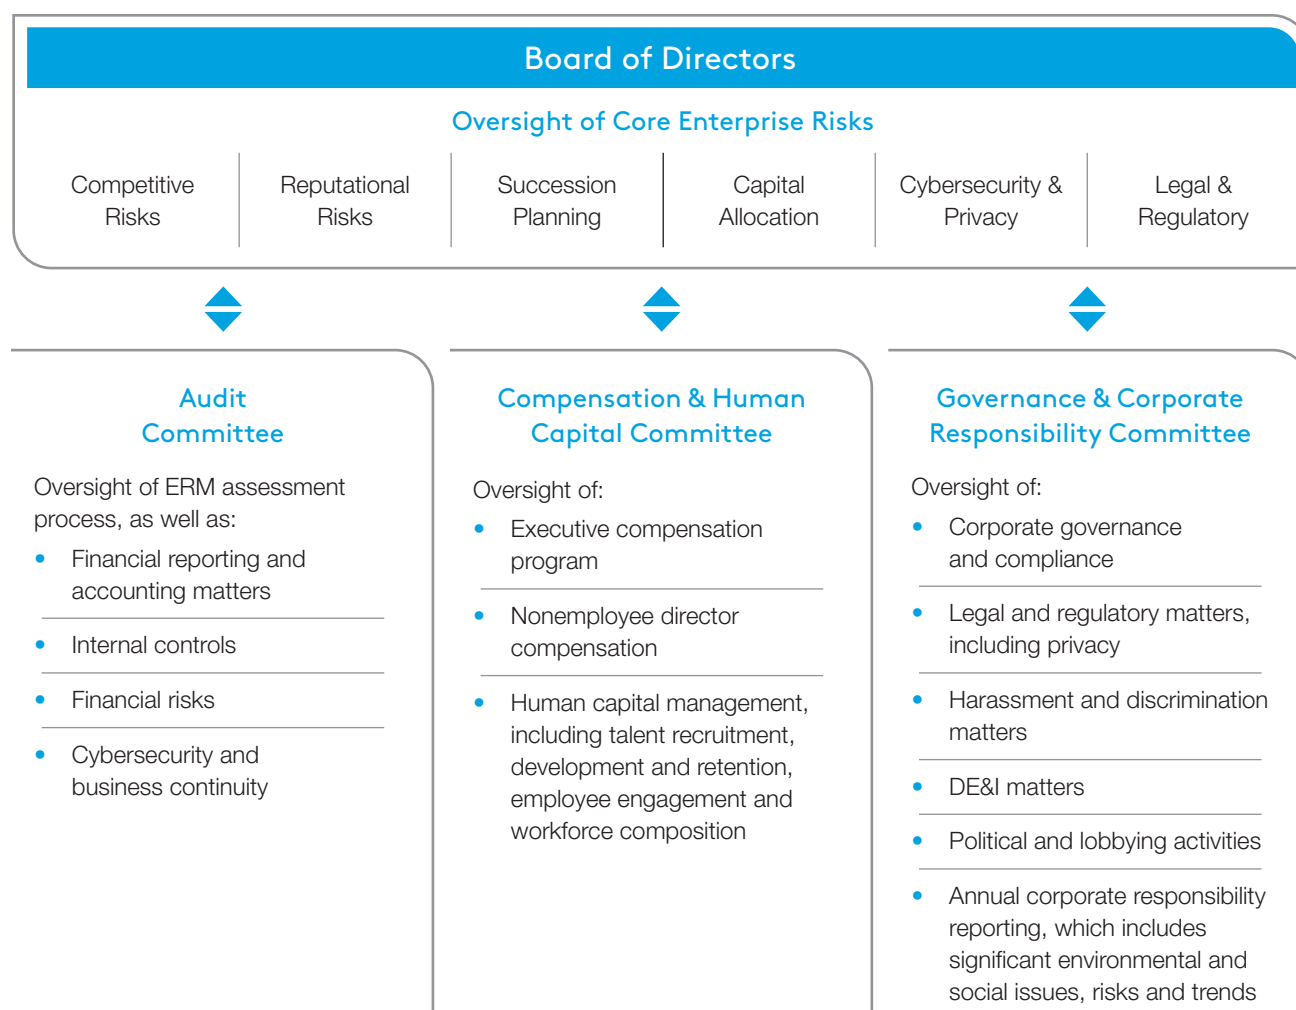 Board of Directors
Oversight of Core Enterprise Risks
Competitive
Risks
Reputational
Risks
Succession
Planning
Capital
Allocation
Cybersecurity &
Privacy
Legal &
Regulatory
Audit
Committee
Oversight of ERM assessment
process, as well as:
• Financial reporting and
accounting matters
• Internal controls
• Financial risks
• Cybersecurity and
business continuity
Compensation & Human
Capital Committee
Oversight of:
• Executive compensation
program
• Nonemployee director
compensation
• Human capital management,
including talent recruitment,
development and retention,
employee engagement and
workforce composition
Governance & Corporate
Responsibility Committee
Oversight of:
• Corporate governance
and compliance
• Legal and regulatory matters,
including privacy
• Harassment and discrimination
matters
• DE&I matters
• Political and lobbying activities
• Annual corporate responsibility
reporting, which includes
significant environmental and
social issues, risks and trends